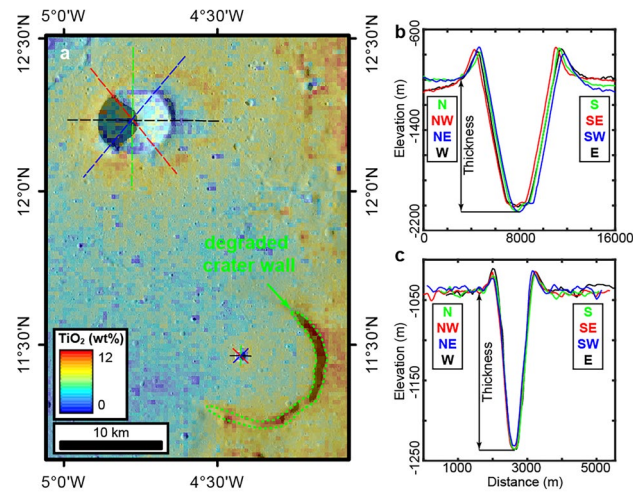 5°0'W
4°30'W
12°30'N
12°0'N
11°30'N
a
degraded
crater wall
TiO₂ (wt%)
12
0
10 km
5°0'W
4°30'W
12°30'N
12°0'N
11°30'N
b
-600
-1400
-2200
Elevation (m)
N
NW
NE
W
Thickness
S
SE
SW
E
0
8000
16000
c
-1050
-1150
-1250
Elevation (m)
N
NW
NE
W
Thickness
S
SE
SW
E
1000
3000
5000
Distance (m)